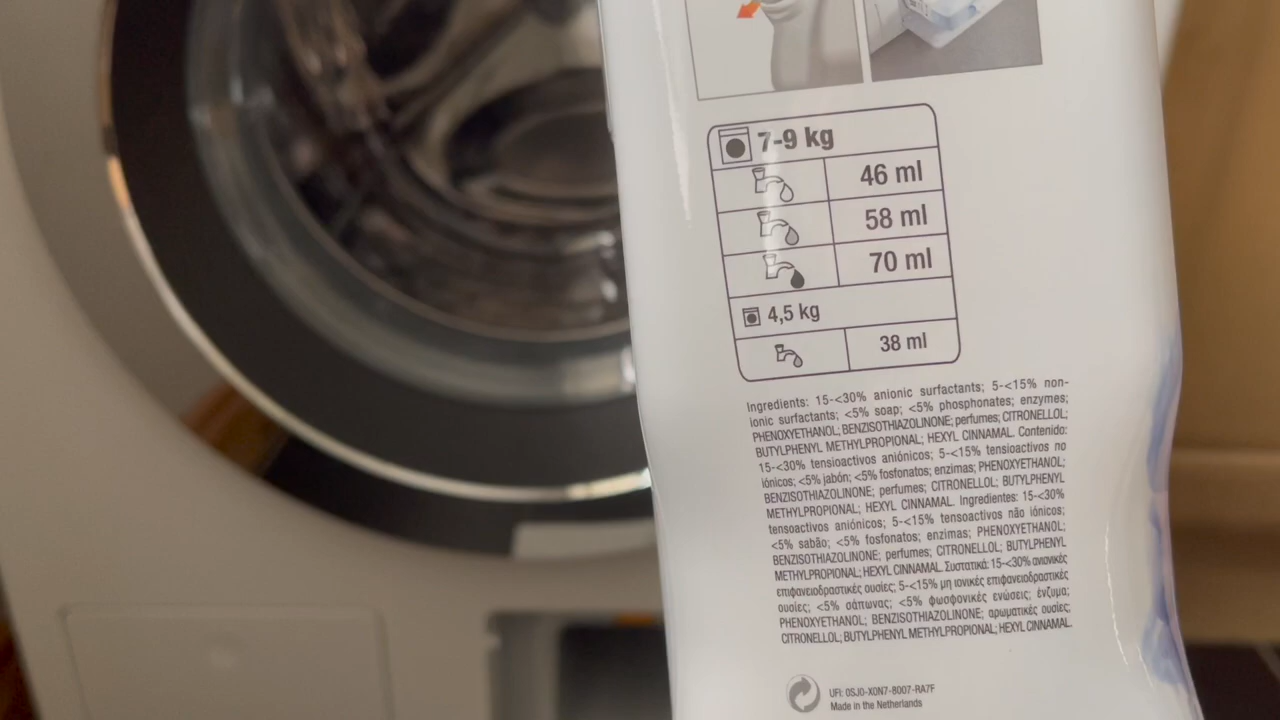 7-9 kg
46 ml
58 ml
70 ml
4,5 kg
38 ml
Ingredients: 15-<30% anionic surfactants; 5-<15% non-
ionic surfactants; <5% soap; <5% phosphonates; enzymes;
PHENOXYETHANOL; BENZISOTHIAZOLINONE; perfumes; CITRONELLOL;
BUTYLPHENYL METHYLPROPIONAL; HEXYL CINNAMAL. Contenido:
15-<30% tensioactivos aniónicos; 5-<15% tensioactivos no
iónicos; <5% jabón; <5% fosfonatos; enzimas; PHENOXYETHANOL;
BENZISOTHIAZOLINONE; perfumes; CITRONELLOL; BUTYLPHENYL
METHYLPROPIONAL; HEXYL CINNAMAL. Ingredientes: 15-<30%
tensoactivos aniónicos; 5-<15% tensoactivos não iónicos;
<5% sabão; <5% fosfonatos; enzimas; PHENOXYETHANOL;
BENZISOTHIAZOLINONE; perfumes; CITRONELLOL; BUTYLPHENYL
METHYLPROPIONAL; HEXYL CINNAMAL. Συστατικά: 15-<30% ανιονικές
επιφανειοδραστικές ουσίες; 5-<15% μη ιονικές επιφανειοδραστικές
ουσίες; <5% σάπωνας; <5% φωσφονικές ενώσεις; ένζυμα;
PHENOXYETHANOL; BENZISOTHIAZOLINONE; αρωματικές ουσίες;
CITRONELLOL; BUTYLPHENYL METHYLPROPIONAL; HEXYL CINNAMAL.
UFI: 0SJ0-X0N7-8007-RA7F
Made in the Netherlands